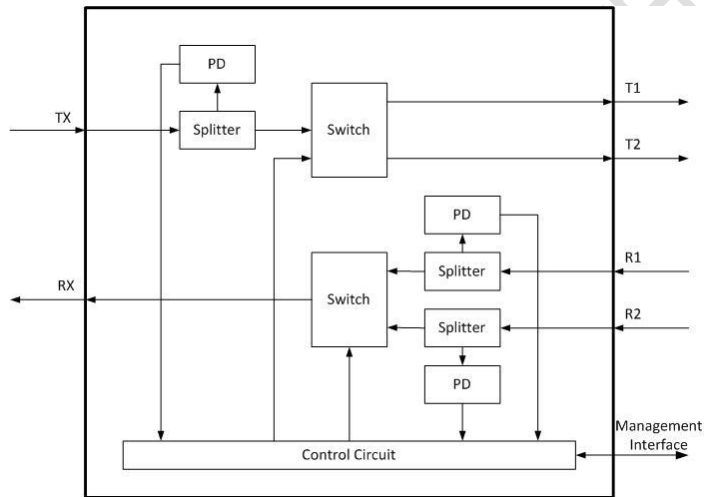 PD
T1
TX
Splitter
Switch
T2
PD
R1
Splitter
RX
Switch
R2
Splitter
PD
Management
Interface
Control Circuit